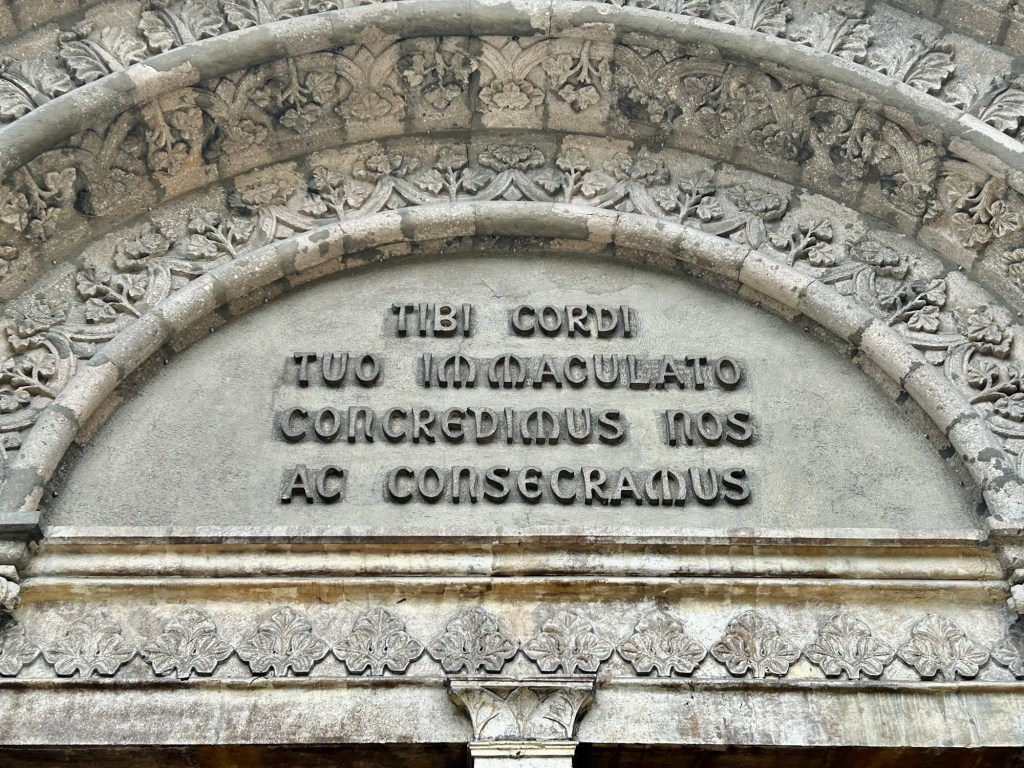 TIBI CORDI
TUO IMMACULATO
CONCREDIMUS NOS
AC CONSECRAMUS